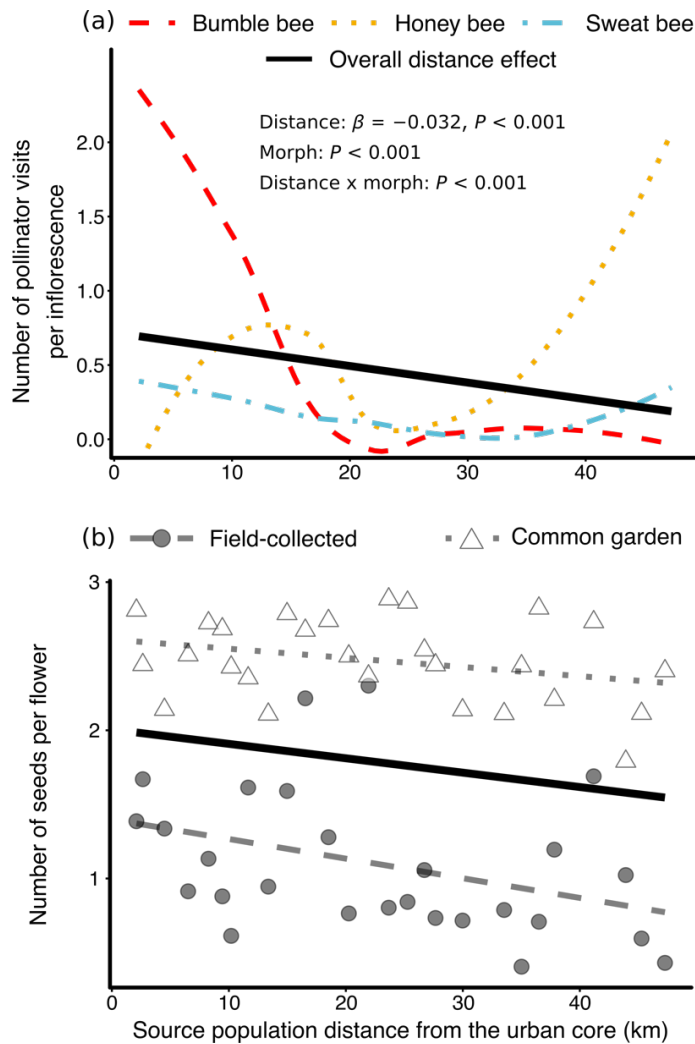 (a) Bumble bee Honey bee Sweat bee
Overall distance effect
Distance: β = −0.032, P < 0.001
Morph: P < 0.001
Distance x morph: P < 0.001
Number of pollinator visits
per inflorescence
2.0
1.5
1.0
0.5
0.0
0 10 20 30 40
(b) Field-collected Common garden
Number of seeds per flower
3
2
1
0 10 20 30 40
Source population distance from the urban core (km)